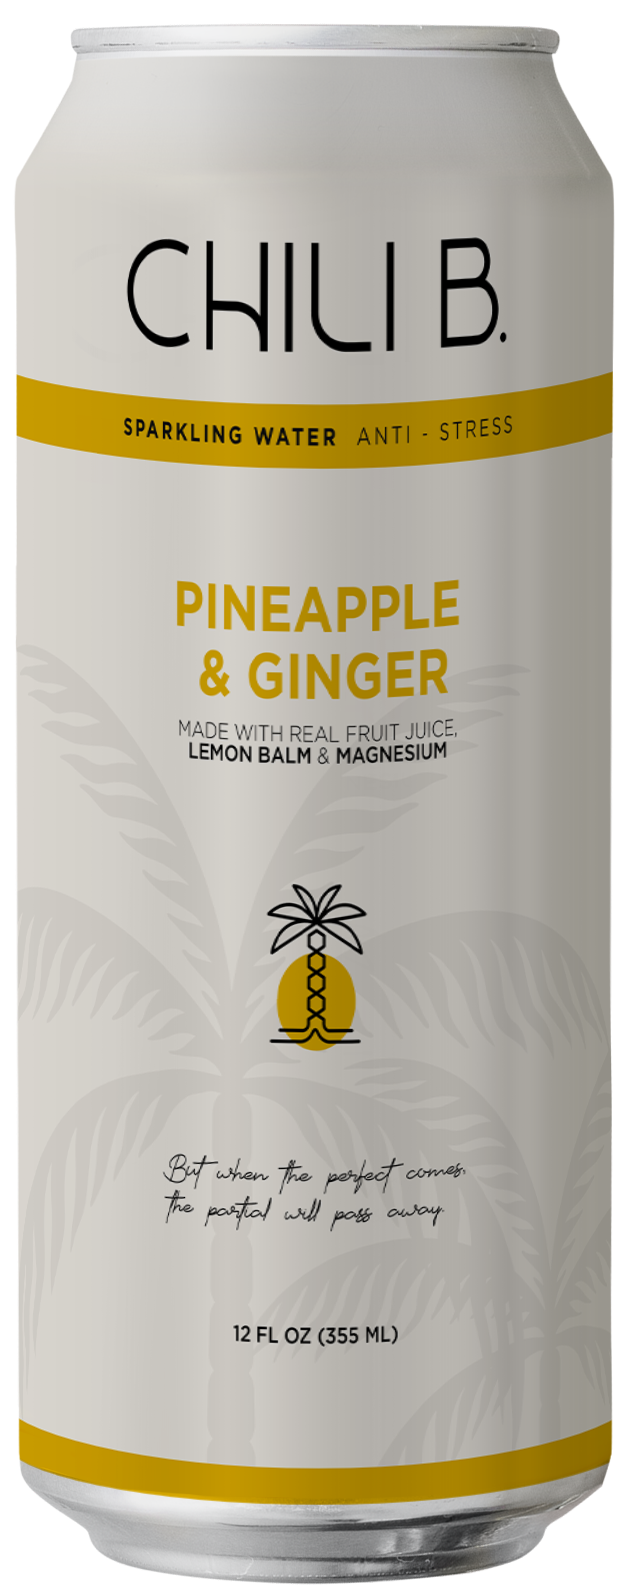 CHILI B.
SPARKLING WATER ANTI - STRESS
PINEAPPLE
& GINGER
MADE WITH REAL FRUIT JUICE,
LEMON BALM & MAGNESIUM
But when the perfect comes,
the partial will pass away.
12 FL OZ (355 ML)